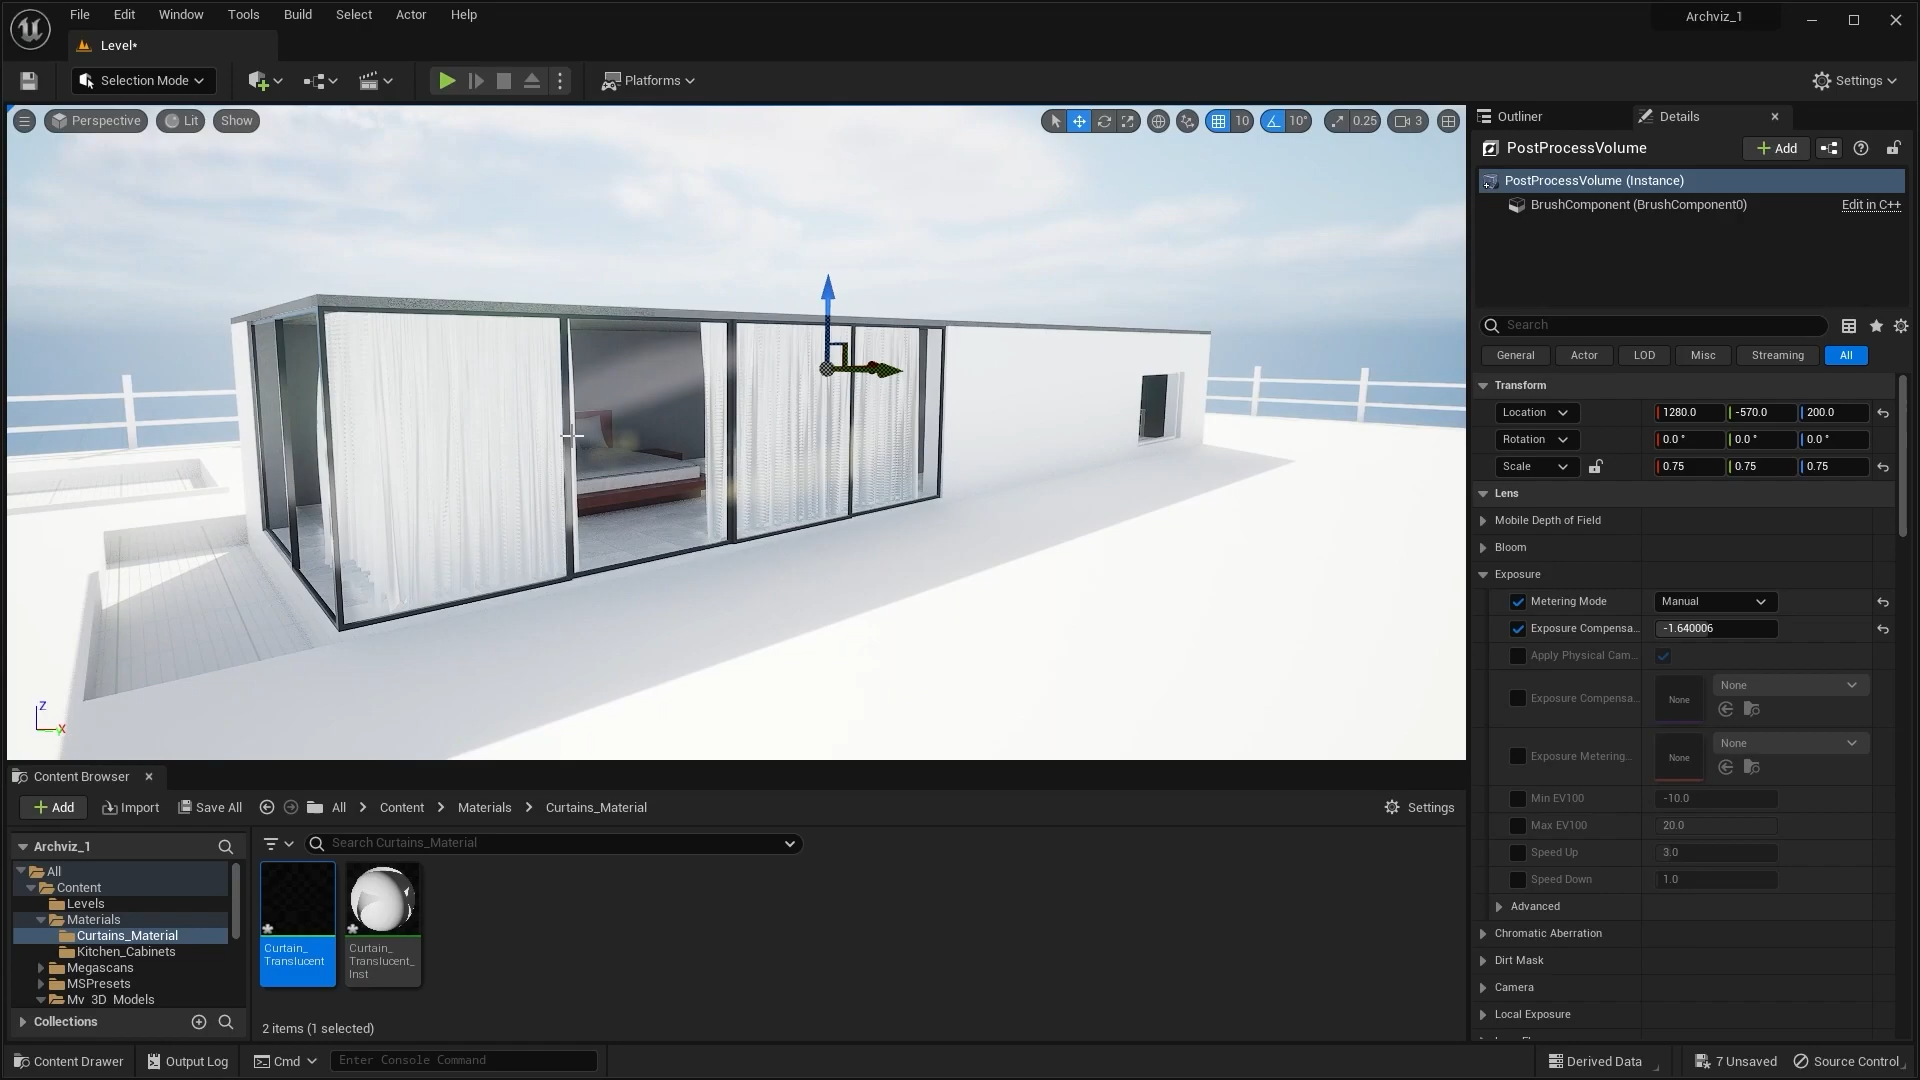 File Edit Window Tools Build Select Actor Help
Archviz_1
Level*
Selection Mode
Platforms
Settings
Perspective
Lit
Show
10
10°
0.25
3
Outliner
Details
PostProcessVolume
Add
PostProcessVolume (Instance)
BrushComponent (BrushComponent0)
Edit in C++
Search
General
Actor
LOD
Misc
Streaming
All
Transform
Location
1280.0
-570.0
200.0
Rotation
0.0 °
0.0 °
0.0 °
Scale
0.75
0.75
0.75
Lens
Mobile Depth of Field
Bloom
Exposure
Metering Mode
Manual
Exposure Compensa...
-1.640006
Apply Physical Cam...
Exposure Compensa...
None
None
Exposure Metering...
None
None
Min EV100
-10.0
Max EV100
20.0
Speed Up
3.0
Speed Down
1.0
Advanced
Chromatic Aberration
Dirt Mask
Camera
Local Exposure
Z
X
Content Browser
Add
Import
Save All
All
Content
Materials
Curtains_Material
Settings
Archviz_1
Search Curtains_Material
All
Content
Levels
Materials
Curtains_Material
Kitchen_Cabinets
Megascans
MSPresets
My_3D_Models
Collections
Curtain_
Translucent
Curtain_
Translucent_
Inst
2 items (1 selected)
Content Drawer
Output Log
Cmd
Enter Console Command
Derived Data
7 Unsaved
Source Control